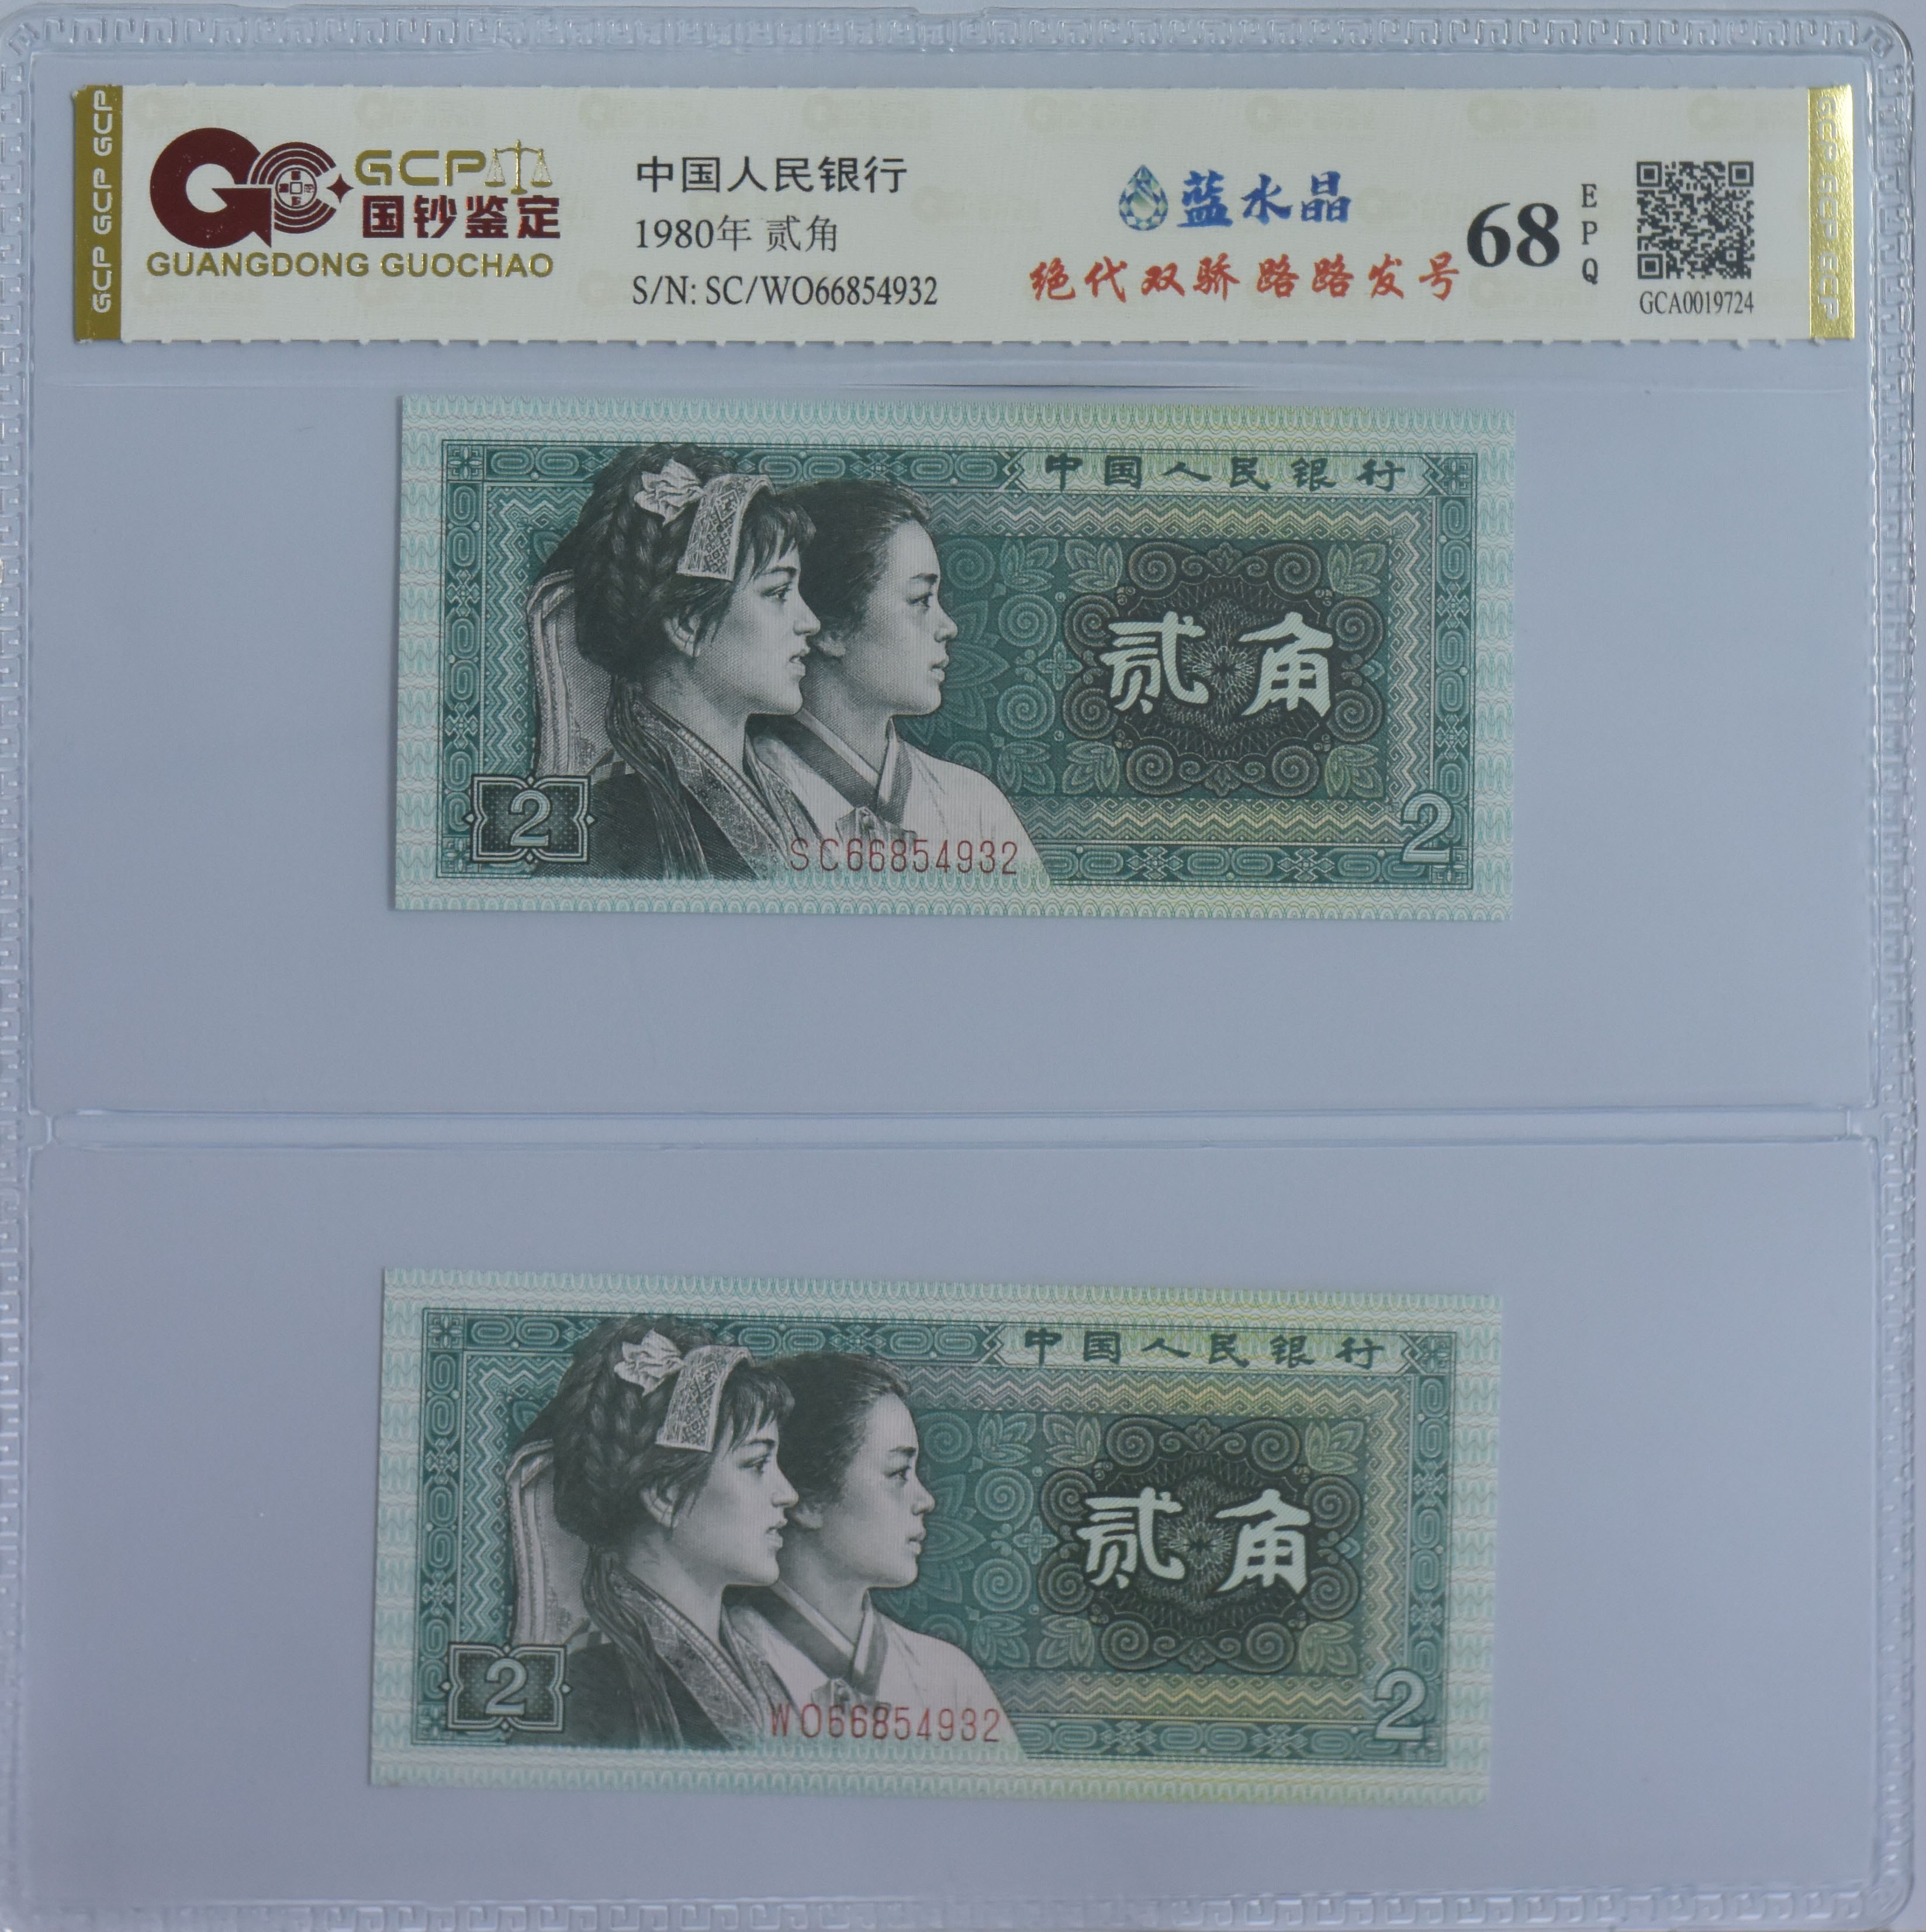 GCP GCP GCP
GCP
国钞鉴定
GUANGDONG GUOCHAO
中国人民银行
1980年 贰角
S/N: SC/WO66854932
蓝水晶
绝代双骄 路路发号
68
EPQ
GCA0019724
GCP GCP GCP
中国人民银行
贰角
2
2
SC66854932
中国人民银行
贰角
2
2
WO66854932